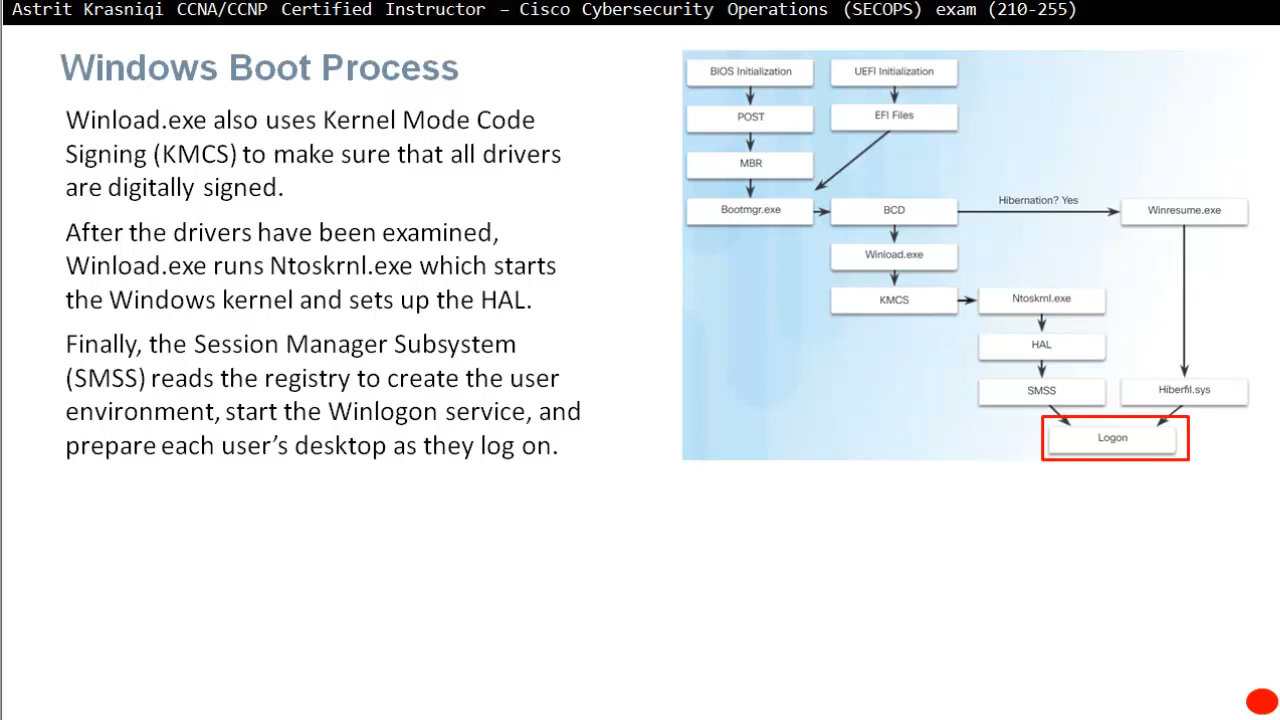 Astrit Krasniqi CCNA/CCNP Certified Instructor – Cisco Cybersecurity Operations (SECOPS) exam (210-255)
Windows Boot Process
Winload.exe also uses Kernel Mode Code
Signing (KMCS) to make sure that all drivers
are digitally signed.
After the drivers have been examined,
Winload.exe runs Ntoskrnl.exe which starts
the Windows kernel and sets up the HAL.
Finally, the Session Manager Subsystem
(SMSS) reads the registry to create the user
environment, start the Winlogon service, and
prepare each user’s desktop as they log on.
BIOS Initialization
UEFI Initialization
POST
EFI Files
MBR
Bootmgr.exe
BCD
Hibernation? Yes
Winresume.exe
Winload.exe
KMCS
Ntoskrnl.exe
HAL
SMSS
Hiberfil.sys
Logon